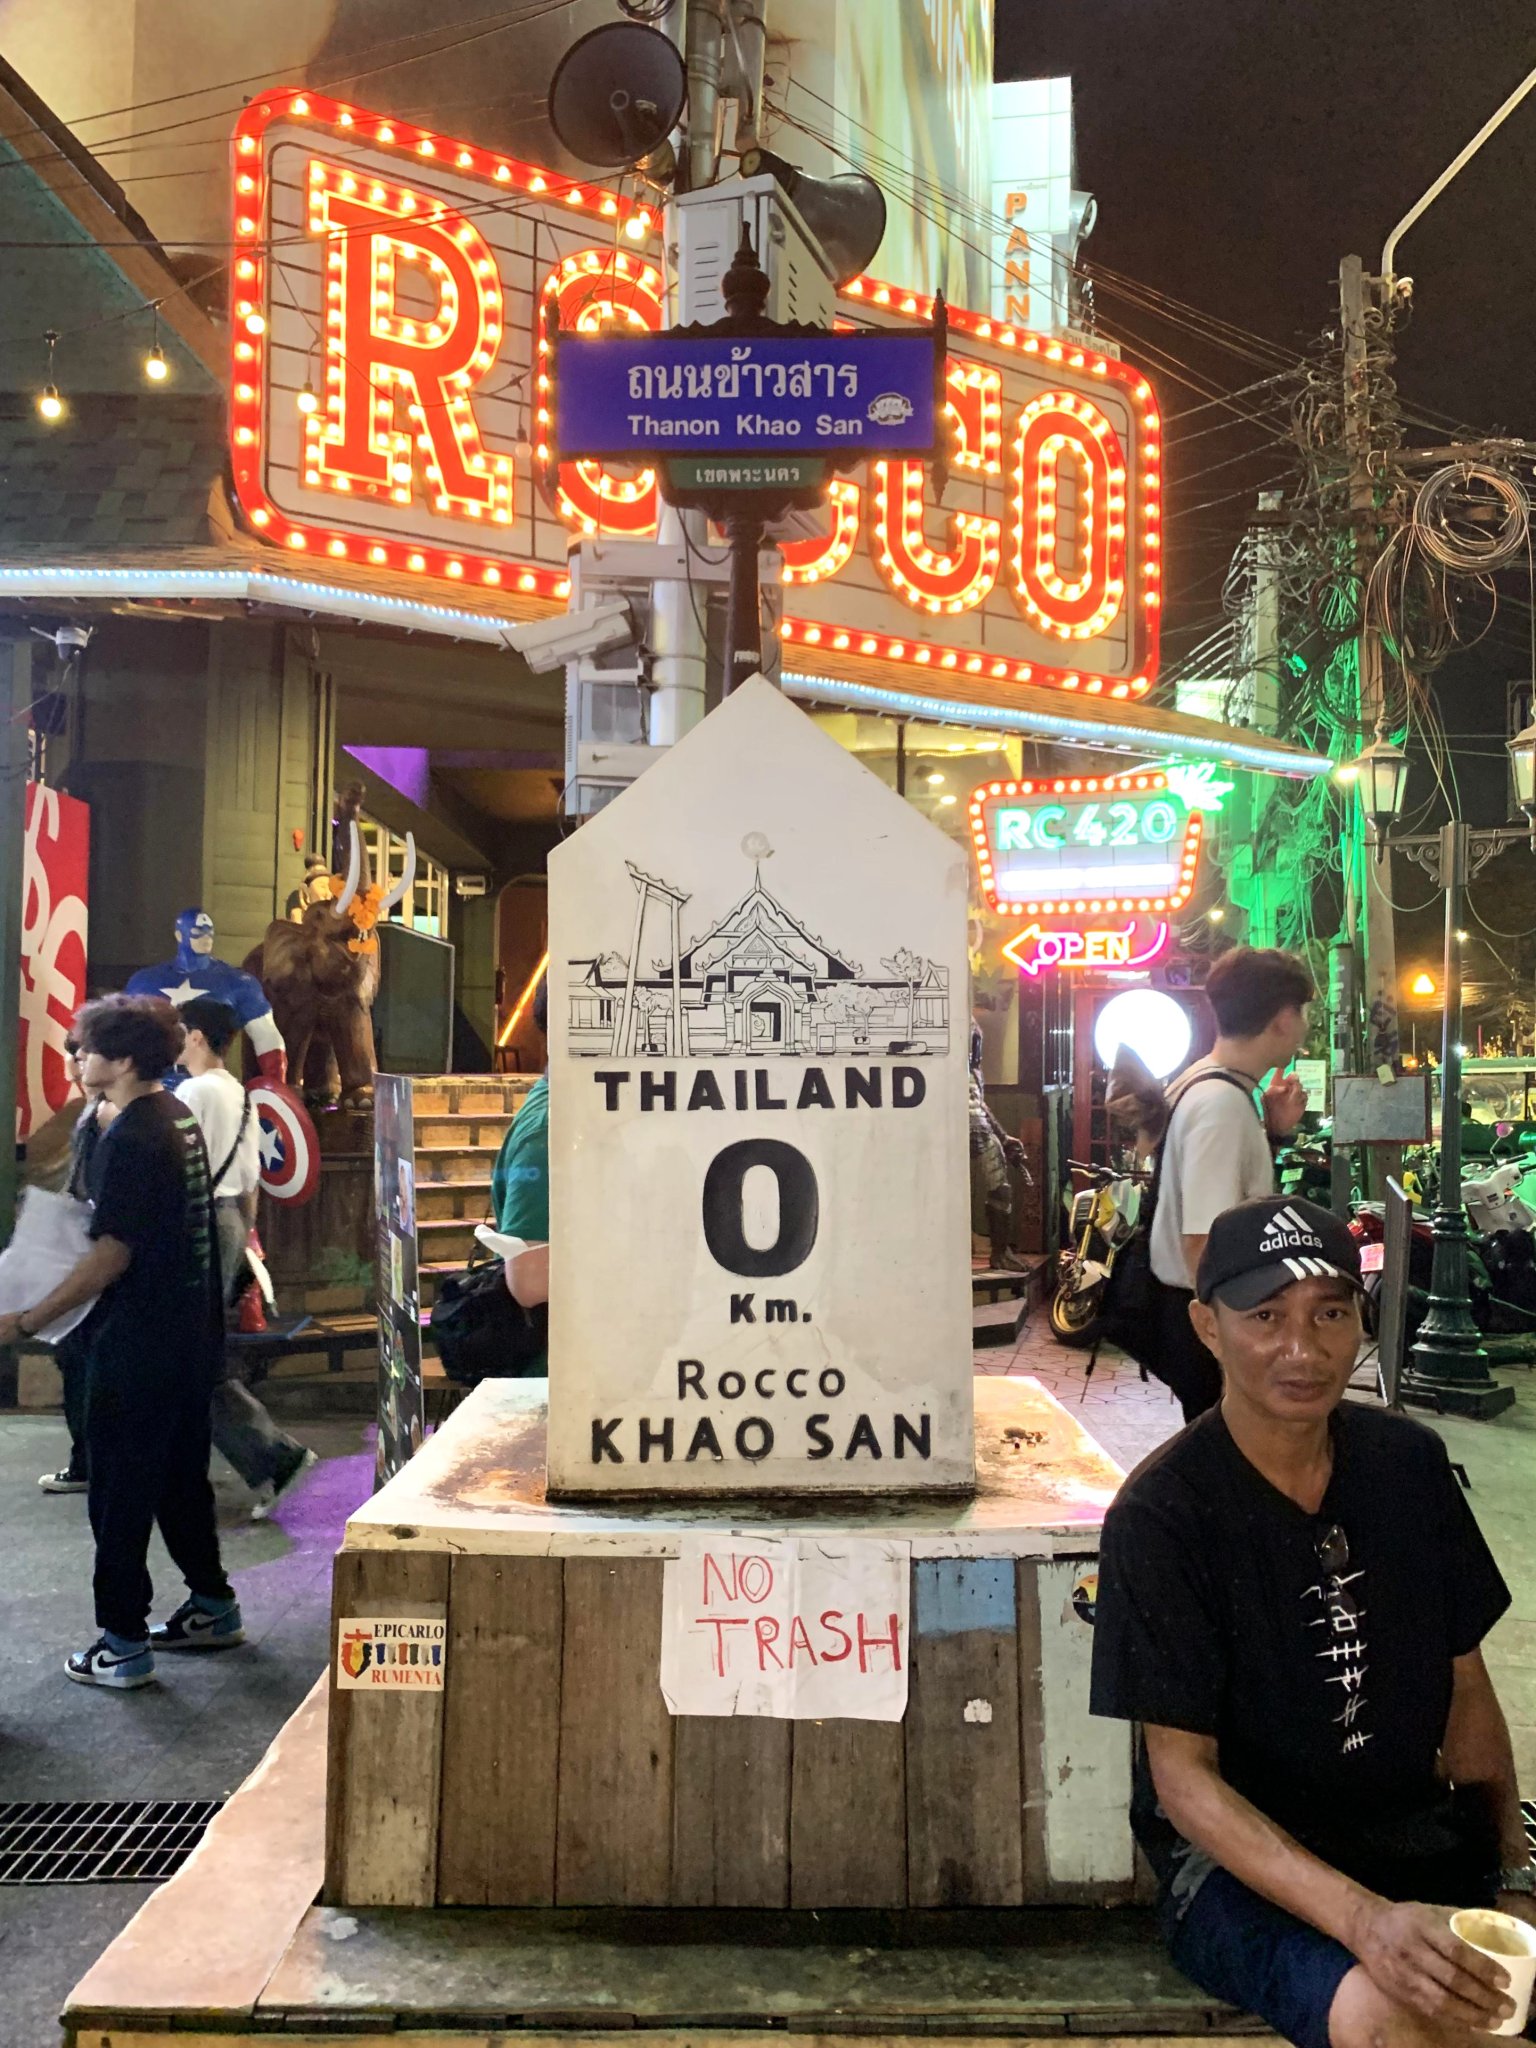 ROCCO
PANN
ถนนข้าวสาร
Thanon Khao San
เขตพระนคร
RC 420
OPEN
THAILAND
0
Km.
Rocco
KHAO SAN
adidas
NO
TRASH
EPICARLO
RUMENTA